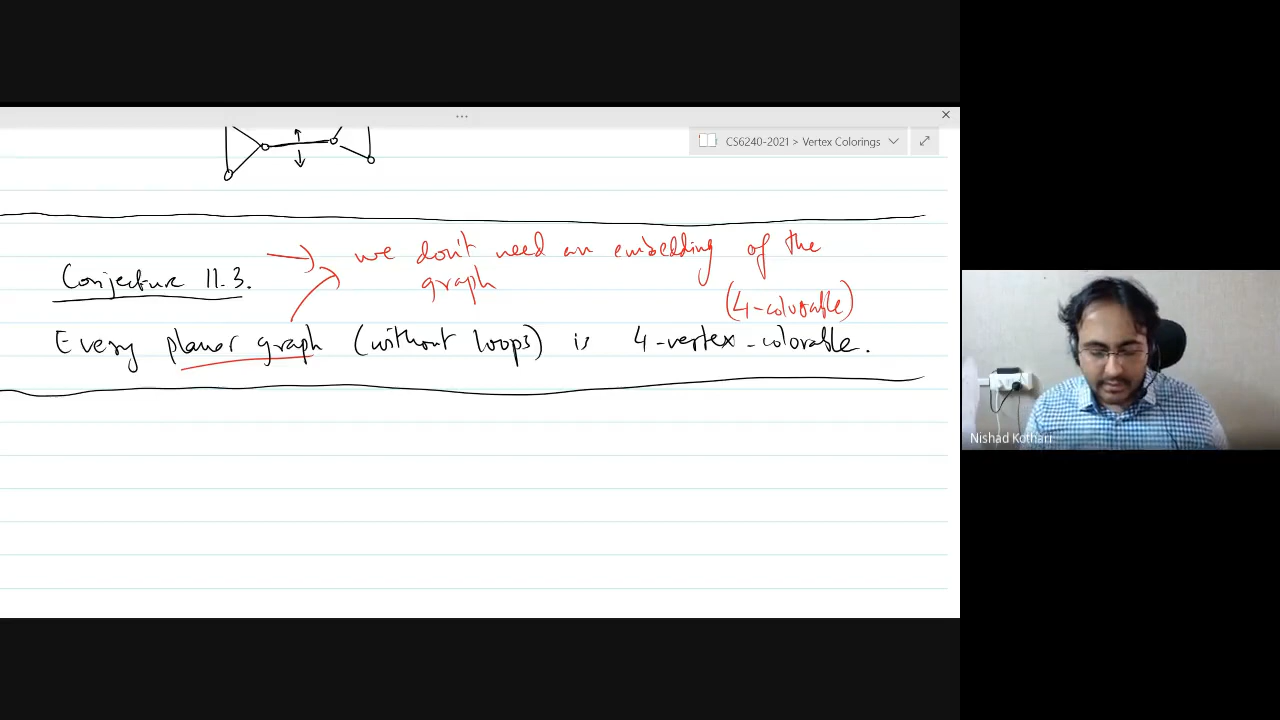 CS6240-2021 > Vertex Colorings
→ we don't need an embedding of the
graph
Conjecture 11.3.
(4-colorable)
Every planar graph (without loops) is 4-vertex-colorable.
Nishad Kothari